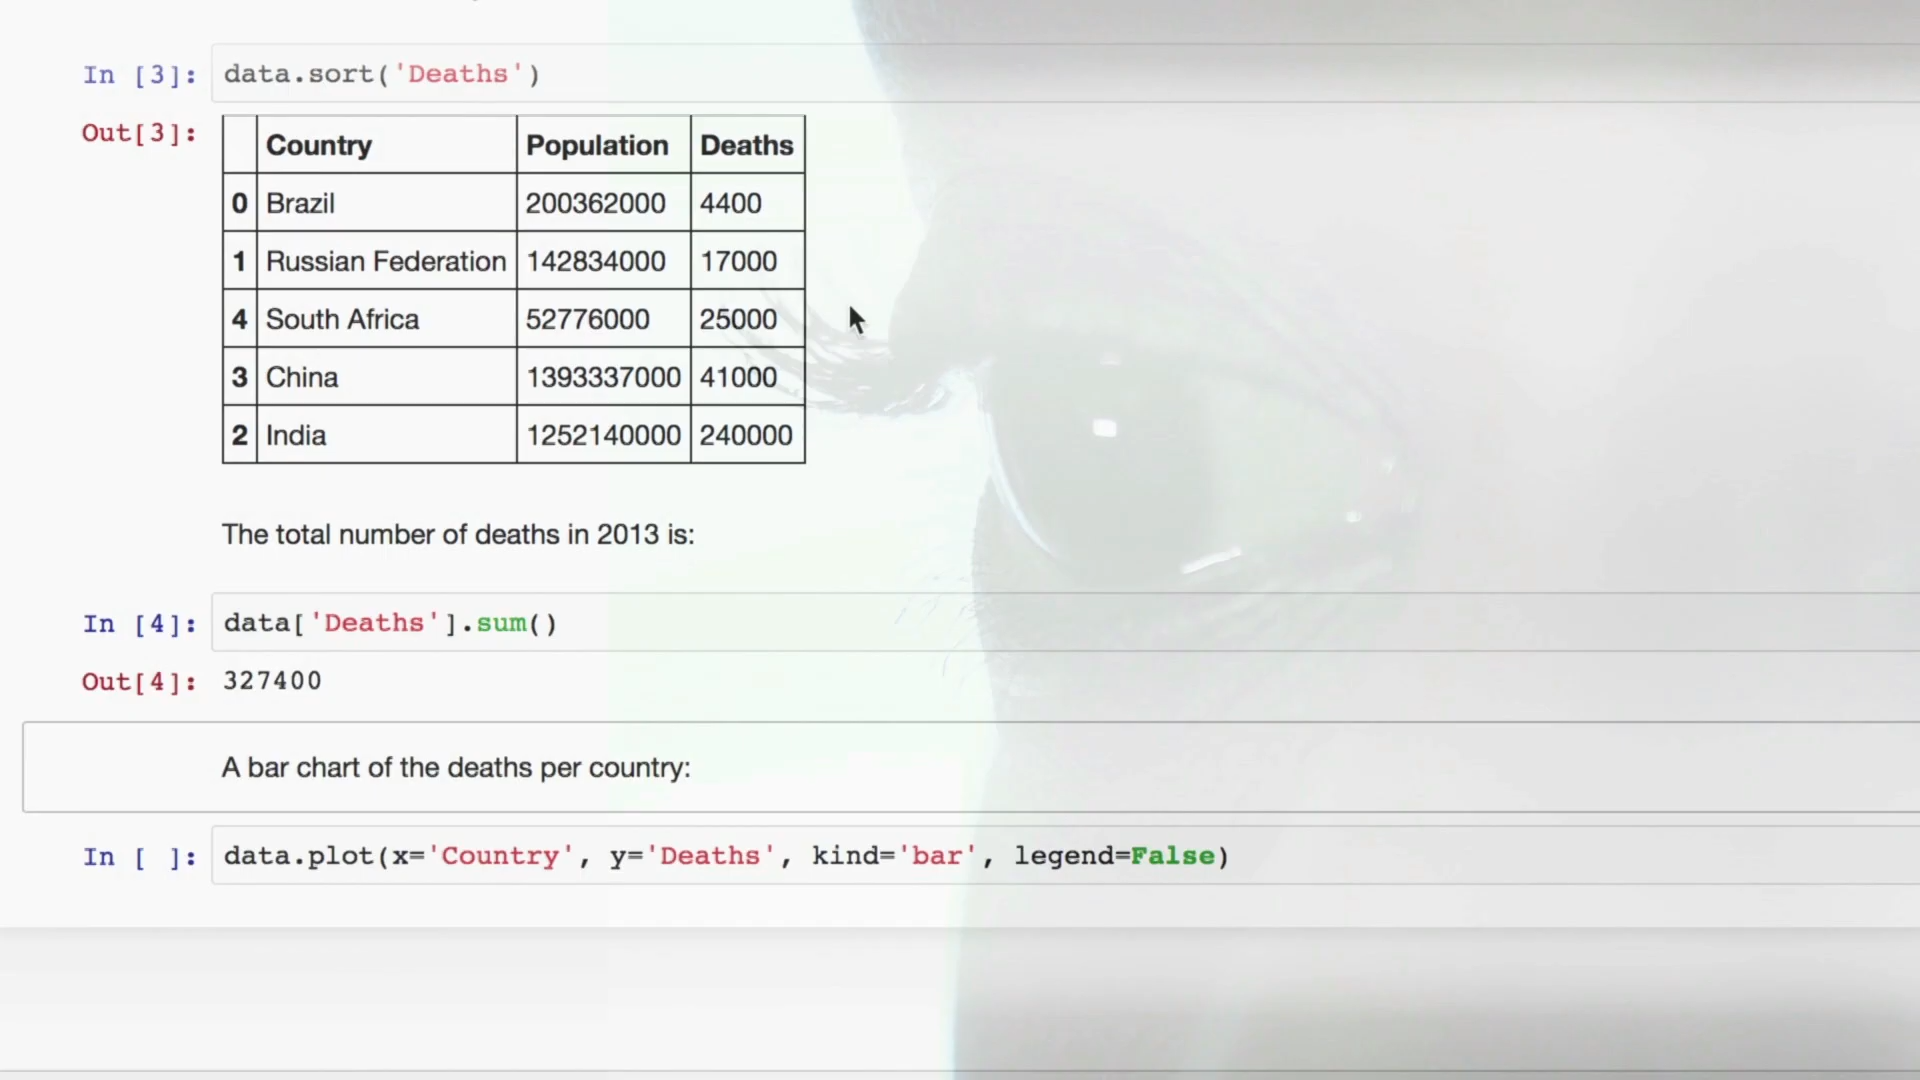 In [3]: data.sort('Deaths')
Out[3]:
Country Population Deaths
0 Brazil 200362000 4400
1 Russian Federation 142834000 17000
4 South Africa 52776000 25000
3 China 1393337000 41000
2 India 1252140000 240000
The total number of deaths in 2013 is:
In [4]: data['Deaths'].sum()
Out[4]: 327400
A bar chart of the deaths per country:
In [ ]: data.plot(x='Country', y='Deaths', kind='bar', legend=False)